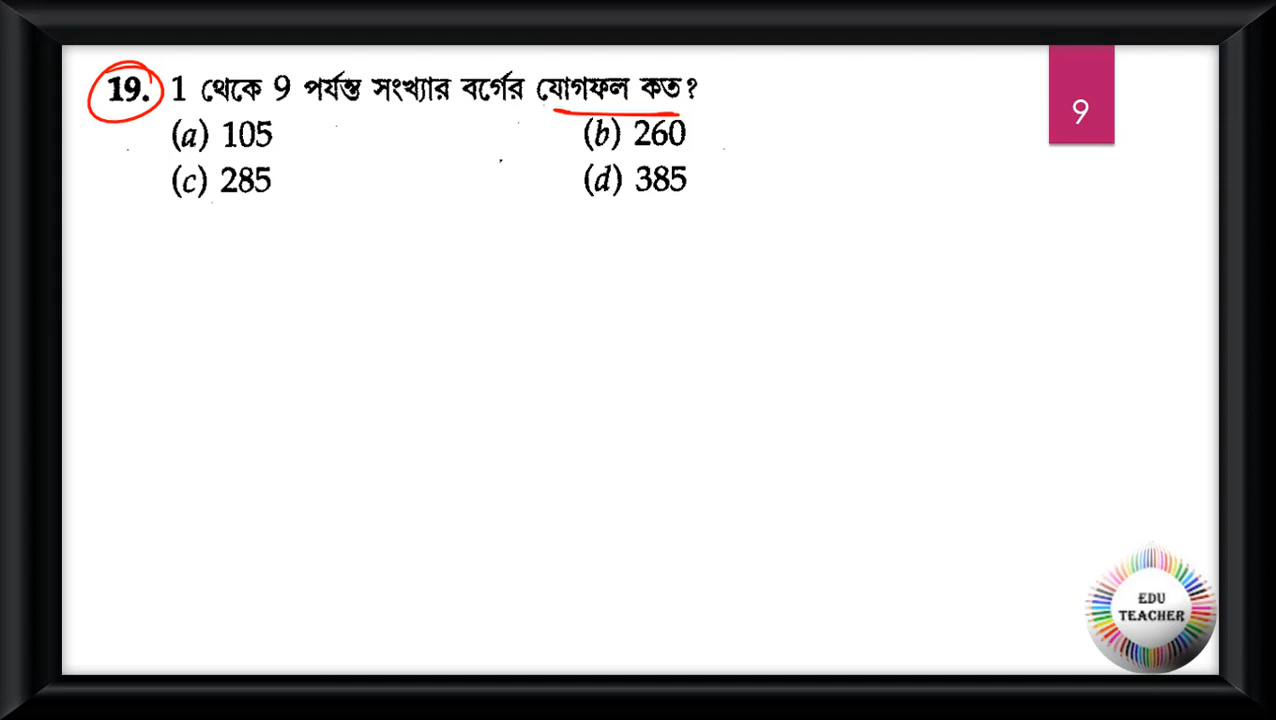 19. 1 থেকে 9 পর্যন্ত সংখ্যার বর্গের যোগফল কত?
(a) 105 (b) 260
(c) 285 (d) 385
9
EDU
TEACHER